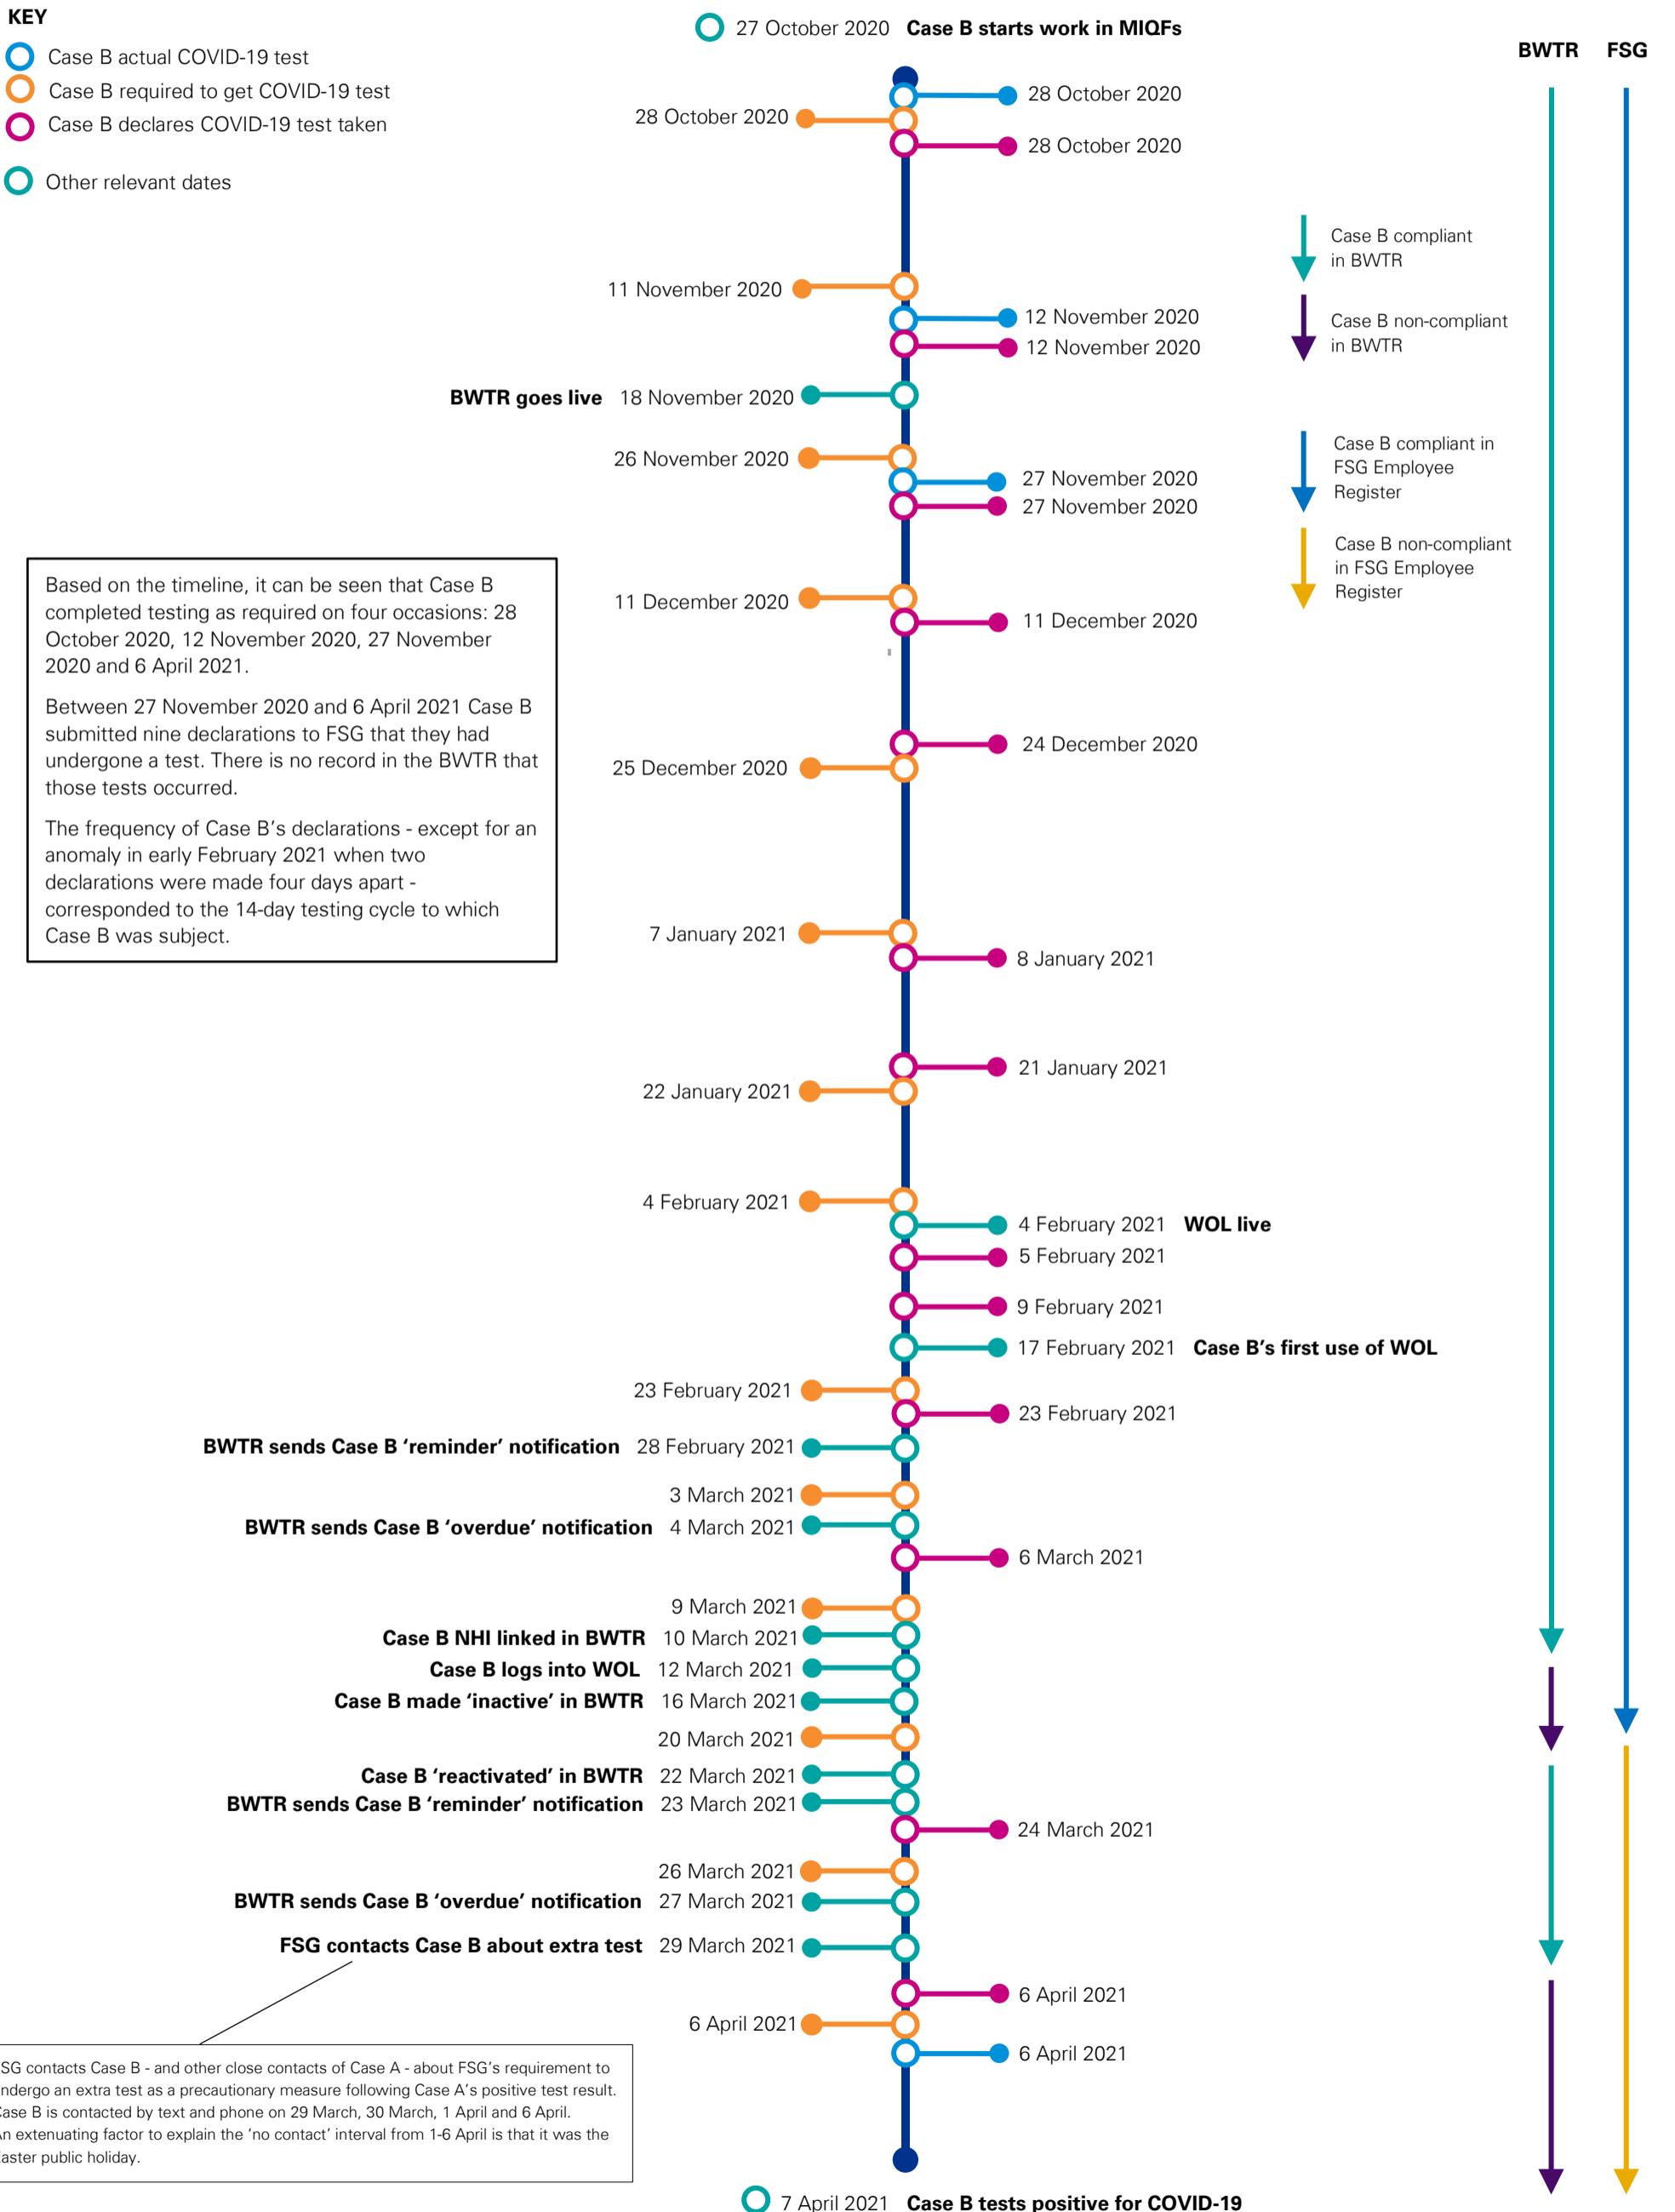 KEY
Case B actual COVID-19 test
Case B required to get COVID-19 test
Case B declares COVID-19 test taken
Other relevant dates
27 October 2020 Case B starts work in MIQFs
BWTR FSG
28 October 2020
28 October 2020
28 October 2020
Case B compliant
in BWTR
Case B non-compliant
in BWTR
Case B compliant in
FSG Employee
Register
Case B non-compliant
in FSG Employee
Register
11 November 2020
12 November 2020
12 November 2020
BWTR goes live 18 November 2020
26 November 2020
27 November 2020
27 November 2020
Based on the timeline, it can be seen that Case B
completed testing as required on four occasions: 28
October 2020, 12 November 2020, 27 November
2020 and 6 April 2021.
Between 27 November 2020 and 6 April 2021 Case B
submitted nine declarations to FSG that they had
undergone a test. There is no record in the BWTR that
those tests occurred.
The frequency of Case B’s declarations - except for an
anomaly in early February 2021 when two
declarations were made four days apart -
corresponded to the 14-day testing cycle to which
Case B was subject.
11 December 2020
11 December 2020
24 December 2020
25 December 2020
7 January 2021
8 January 2021
21 January 2021
22 January 2021
4 February 2021
4 February 2021 WOL live
5 February 2021
9 February 2021
17 February 2021 Case B’s first use of WOL
23 February 2021
23 February 2021
BWTR sends Case B ‘reminder’ notification 28 February 2021
3 March 2021
BWTR sends Case B ‘overdue’ notification 4 March 2021
6 March 2021
9 March 2021
Case B NHI linked in BWTR 10 March 2021
Case B logs into WOL 12 March 2021
Case B made ‘inactive’ in BWTR 16 March 2021
20 March 2021
Case B ‘reactivated’ in BWTR 22 March 2021
BWTR sends Case B ‘reminder’ notification 23 March 2021
24 March 2021
26 March 2021
BWTR sends Case B ‘overdue’ notification 27 March 2021
FSG contacts Case B about extra test 29 March 2021
6 April 2021
6 April 2021
6 April 2021
SG contacts Case B - and other close contacts of Case A - about FSG’s requirement to
ndergo an extra test as a precautionary measure following Case A’s positive test result.
ase B is contacted by text and phone on 29 March, 30 March, 1 April and 6 April.
n extenuating factor to explain the ‘no contact’ interval from 1-6 April is that it was the
aster public holiday.
7 April 2021 Case B tests positive for COVID-19